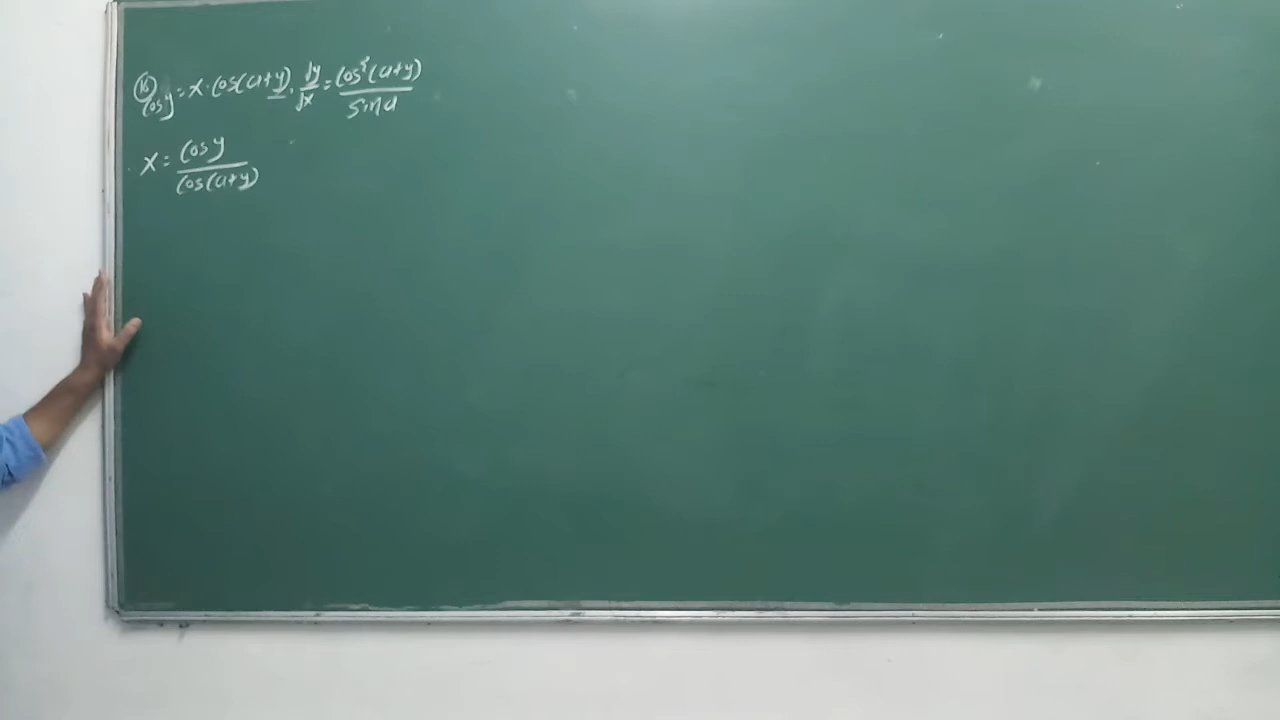 (16) cos y = x · cos(a+y), dy/dx = cos²(a+y)/sin a
x = cos y/cos(a+y)